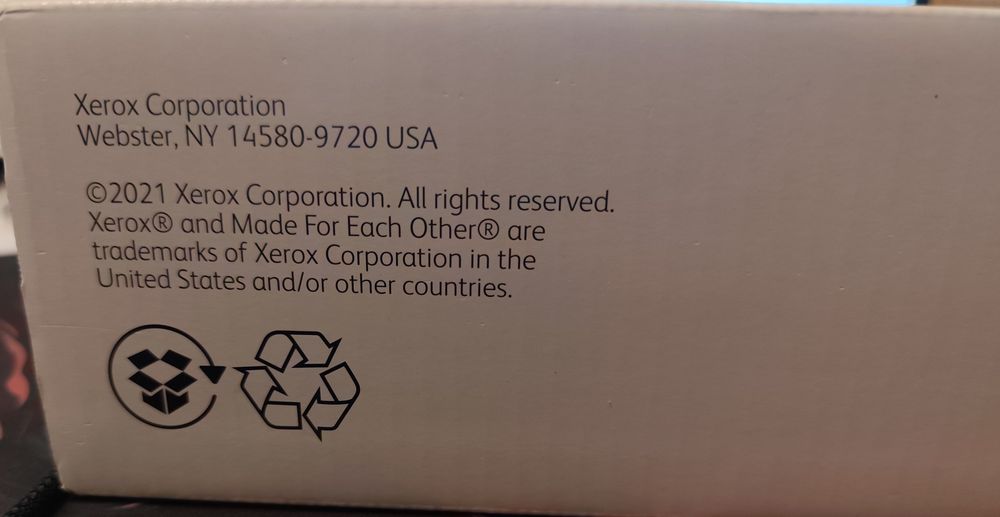 Xerox Corporation
Webster, NY 14580-9720 USA
©2021 Xerox Corporation. All rights reserved.
Xerox® and Made For Each Other® are
trademarks of Xerox Corporation in the
United States and/or other countries.